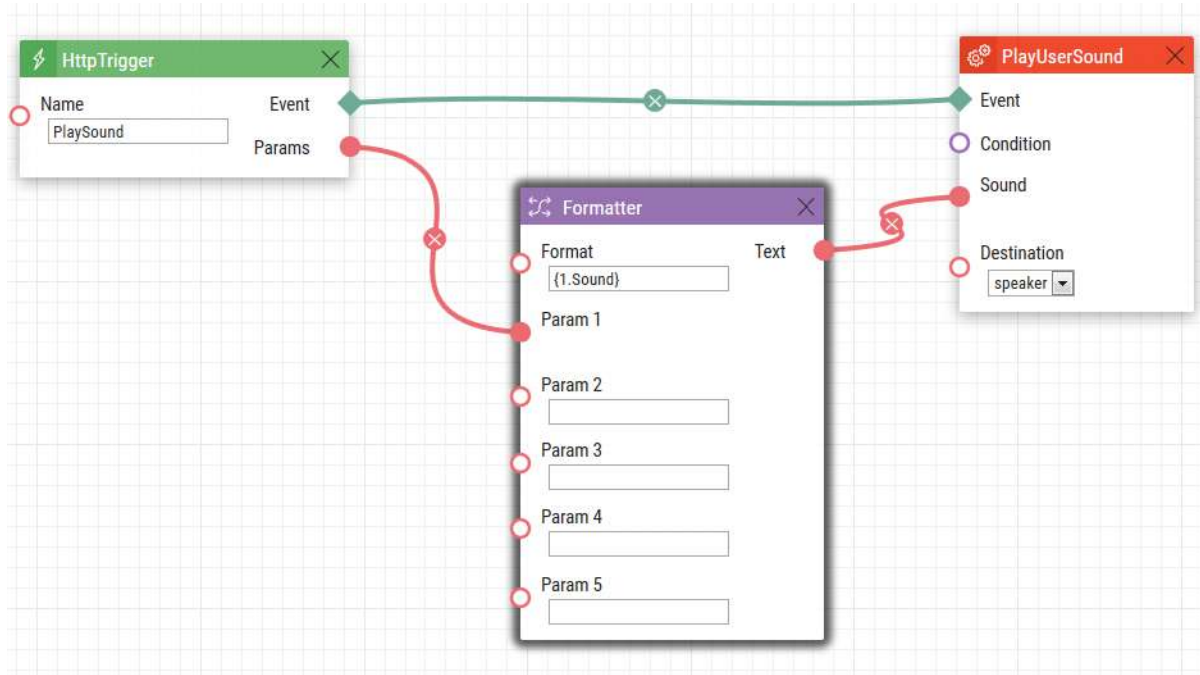 HttpTrigger
Name
Event
PlaySound
Params
Formatter
Format
Text
{1.Sound}
Param 1
Param 2
Param 3
Param 4
Param 5
PlayUserSound
Event
Condition
Sound
Destination
speaker